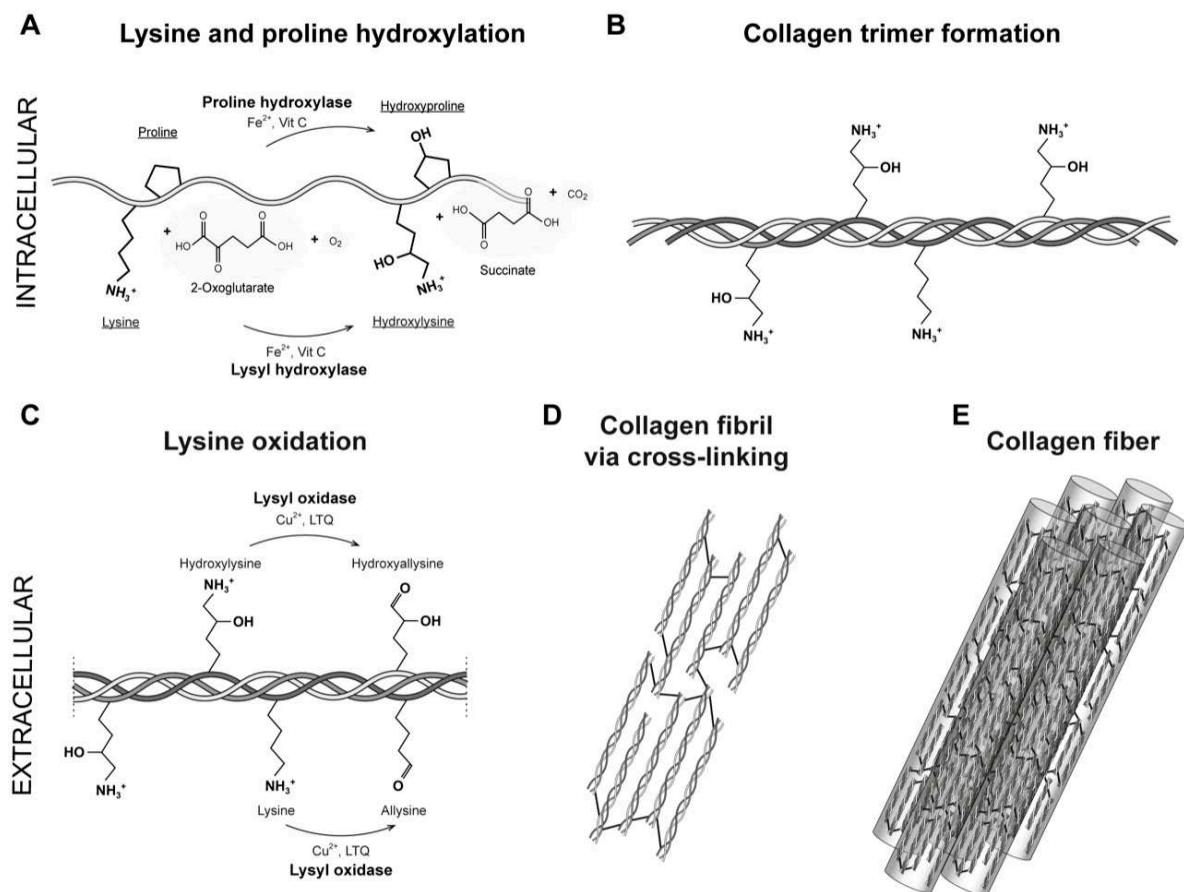 A
Lysine and proline hydroxylation
INTRACELLULAR
Proline hydroxylase
Fe²⁺, Vit C
Proline
Hydroxyproline
OH
+
O
O
HO
OH
O
2-Oxoglutarate
+ O₂
NH₃⁺
Lysine
HO
NH₃⁺
Hydroxylysine
+
HO
O
O
OH
Succinate
+ CO₂
Fe²⁺, Vit C
Lysyl hydroxylase
B
Collagen trimer formation
NH₃⁺
OH
NH₃⁺
OH
HO
NH₃⁺
NH₃⁺
C
Lysine oxidation
EXTRACELLULAR
Lysyl oxidase
Cu²⁺, LTQ
Hydroxylysine
Hydroxyallysine
NH₃⁺
OH
O
OH
HO
NH₃⁺
NH₃⁺
O
Lysine
Allysine
Cu²⁺, LTQ
Lysyl oxidase
D
Collagen fibril
via cross-linking
E
Collagen fiber